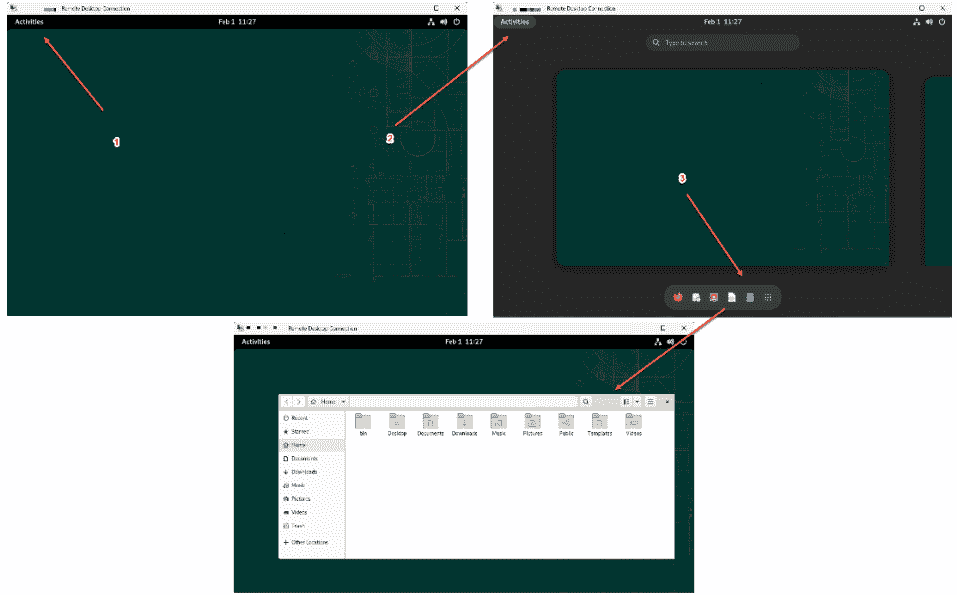 Remote Desktop Connection
Activities
Feb 1 11:27
1
2
Remote Desktop Connection
Activities
Feb 1 11:27
Type to search
3
Remote Desktop Connection
Activities
Feb 1 11:27
Home
Recent
Starred
Home
Documents
Downloads
Music
Pictures
Videos
Trash
+ Other Locations
bin
Desktop
Documents
Downloads
Music
Pictures
Public
Templates
Videos